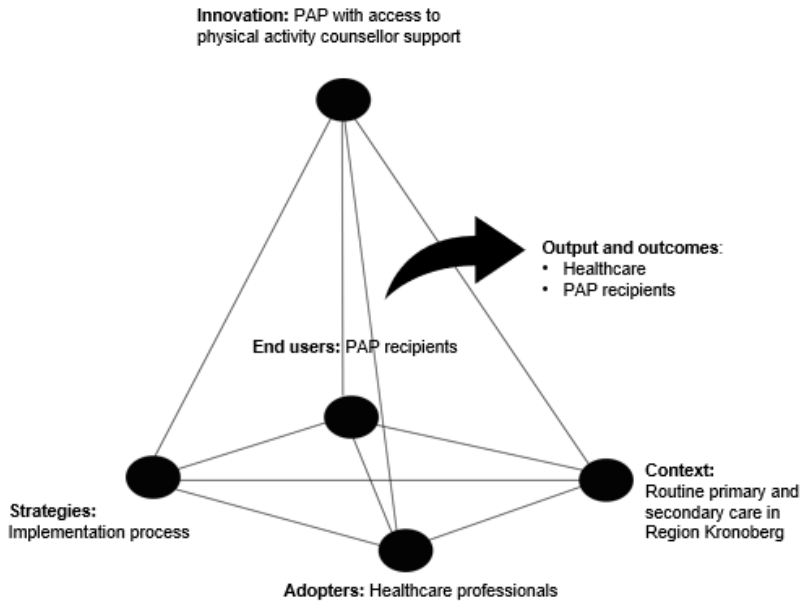 Innovation: PAP with access to
physical activity counsellor support
Output and outcomes:
• Healthcare
• PAP recipients
End users: PAP recipients
Strategies:
Implementation process
Context:
Routine primary and
secondary care in
Region Kronoberg
Adopters: Healthcare professionals